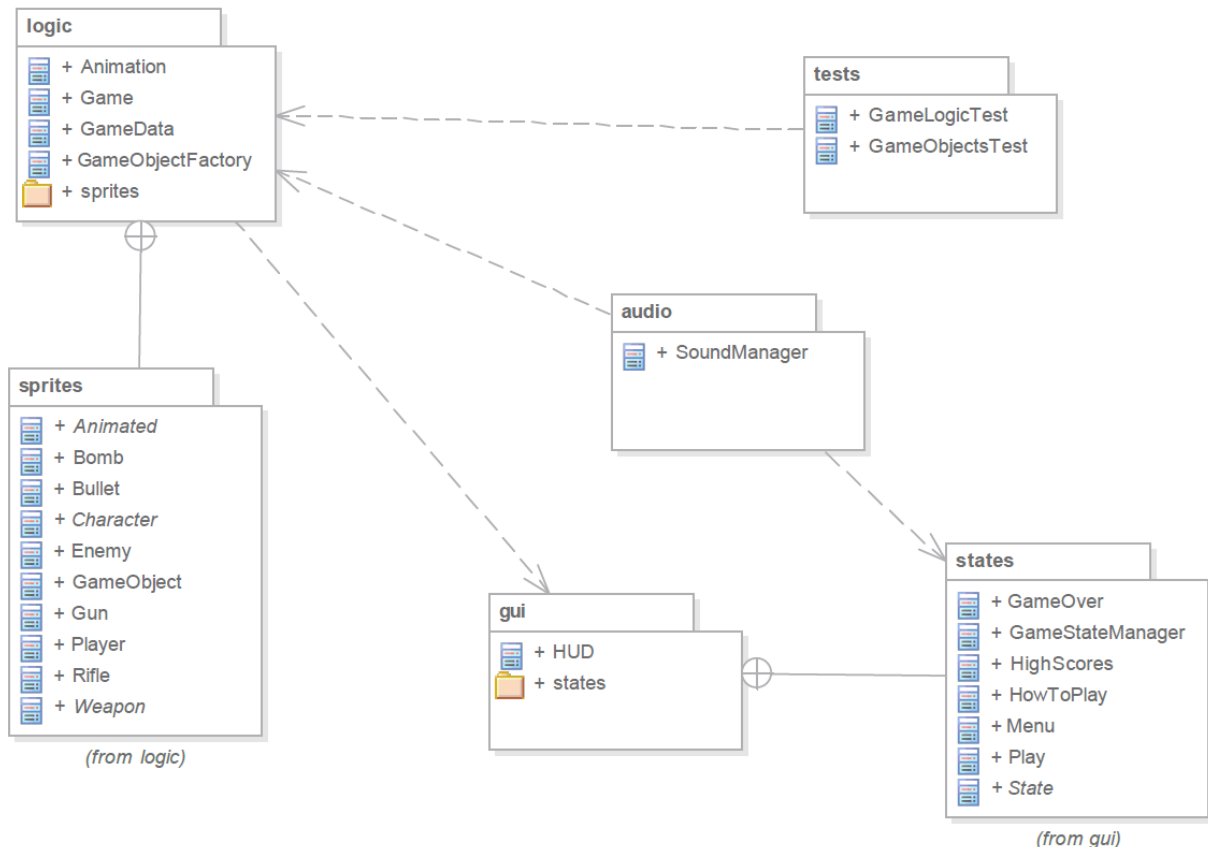 logic
+ Animation
+ Game
+ GameData
+ GameObjectFactory
+ sprites
tests
+ GameLogicTest
+ GameObjectsTest
audio
+ SoundManager
sprites
+ Animated
+ Bomb
+ Bullet
+ Character
+ Enemy
+ GameObject
+ Gun
+ Player
+ Rifle
+ Weapon
(from logic)
gui
+ HUD
+ states
states
+ GameOver
+ GameStateManager
+ HighScores
+ HowToPlay
+ Menu
+ Play
+ State
(from gui)